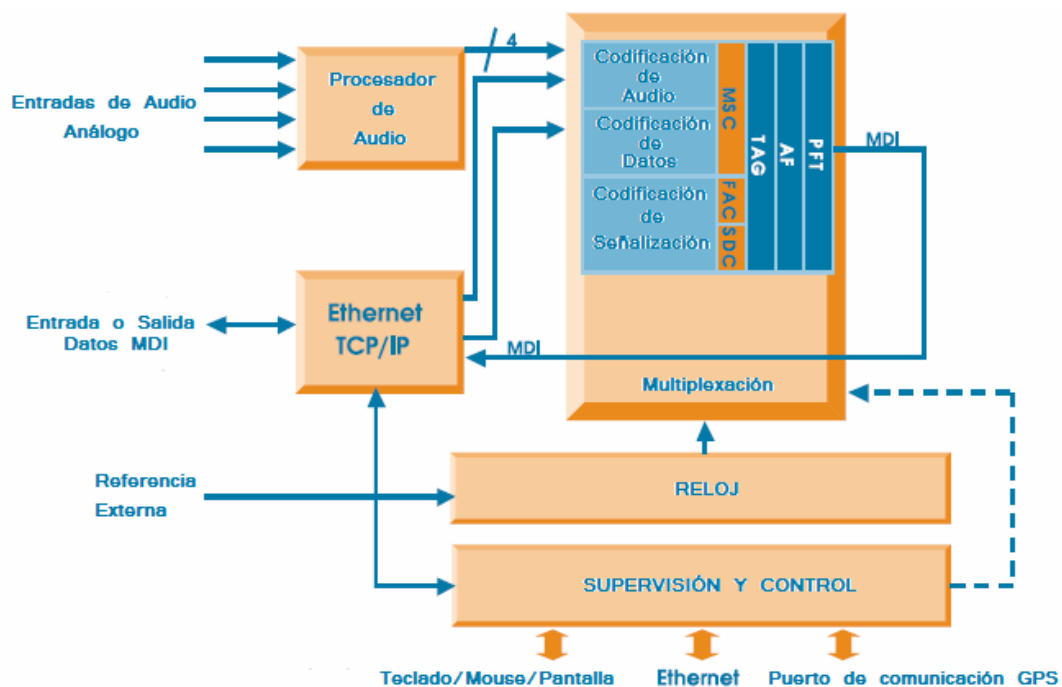 4
Entradas de Audio
Análogo
Procesador
de
Audio
Codificación
de
Audio
Codificación
de
Datos
Codificación
de
Señalización
MSC
FAC
SDC
TAG
AF
PFT
MDI
Entrada o Salida
Datos MDI
Ethernet
TCP/IP
MDI
Multiplexación
Referencia
Externa
RELOJ
SUPERVISIÓN Y CONTROL
Teclado/Mouse/Pantalla
Ethernet
Puerto de comunicación GPS